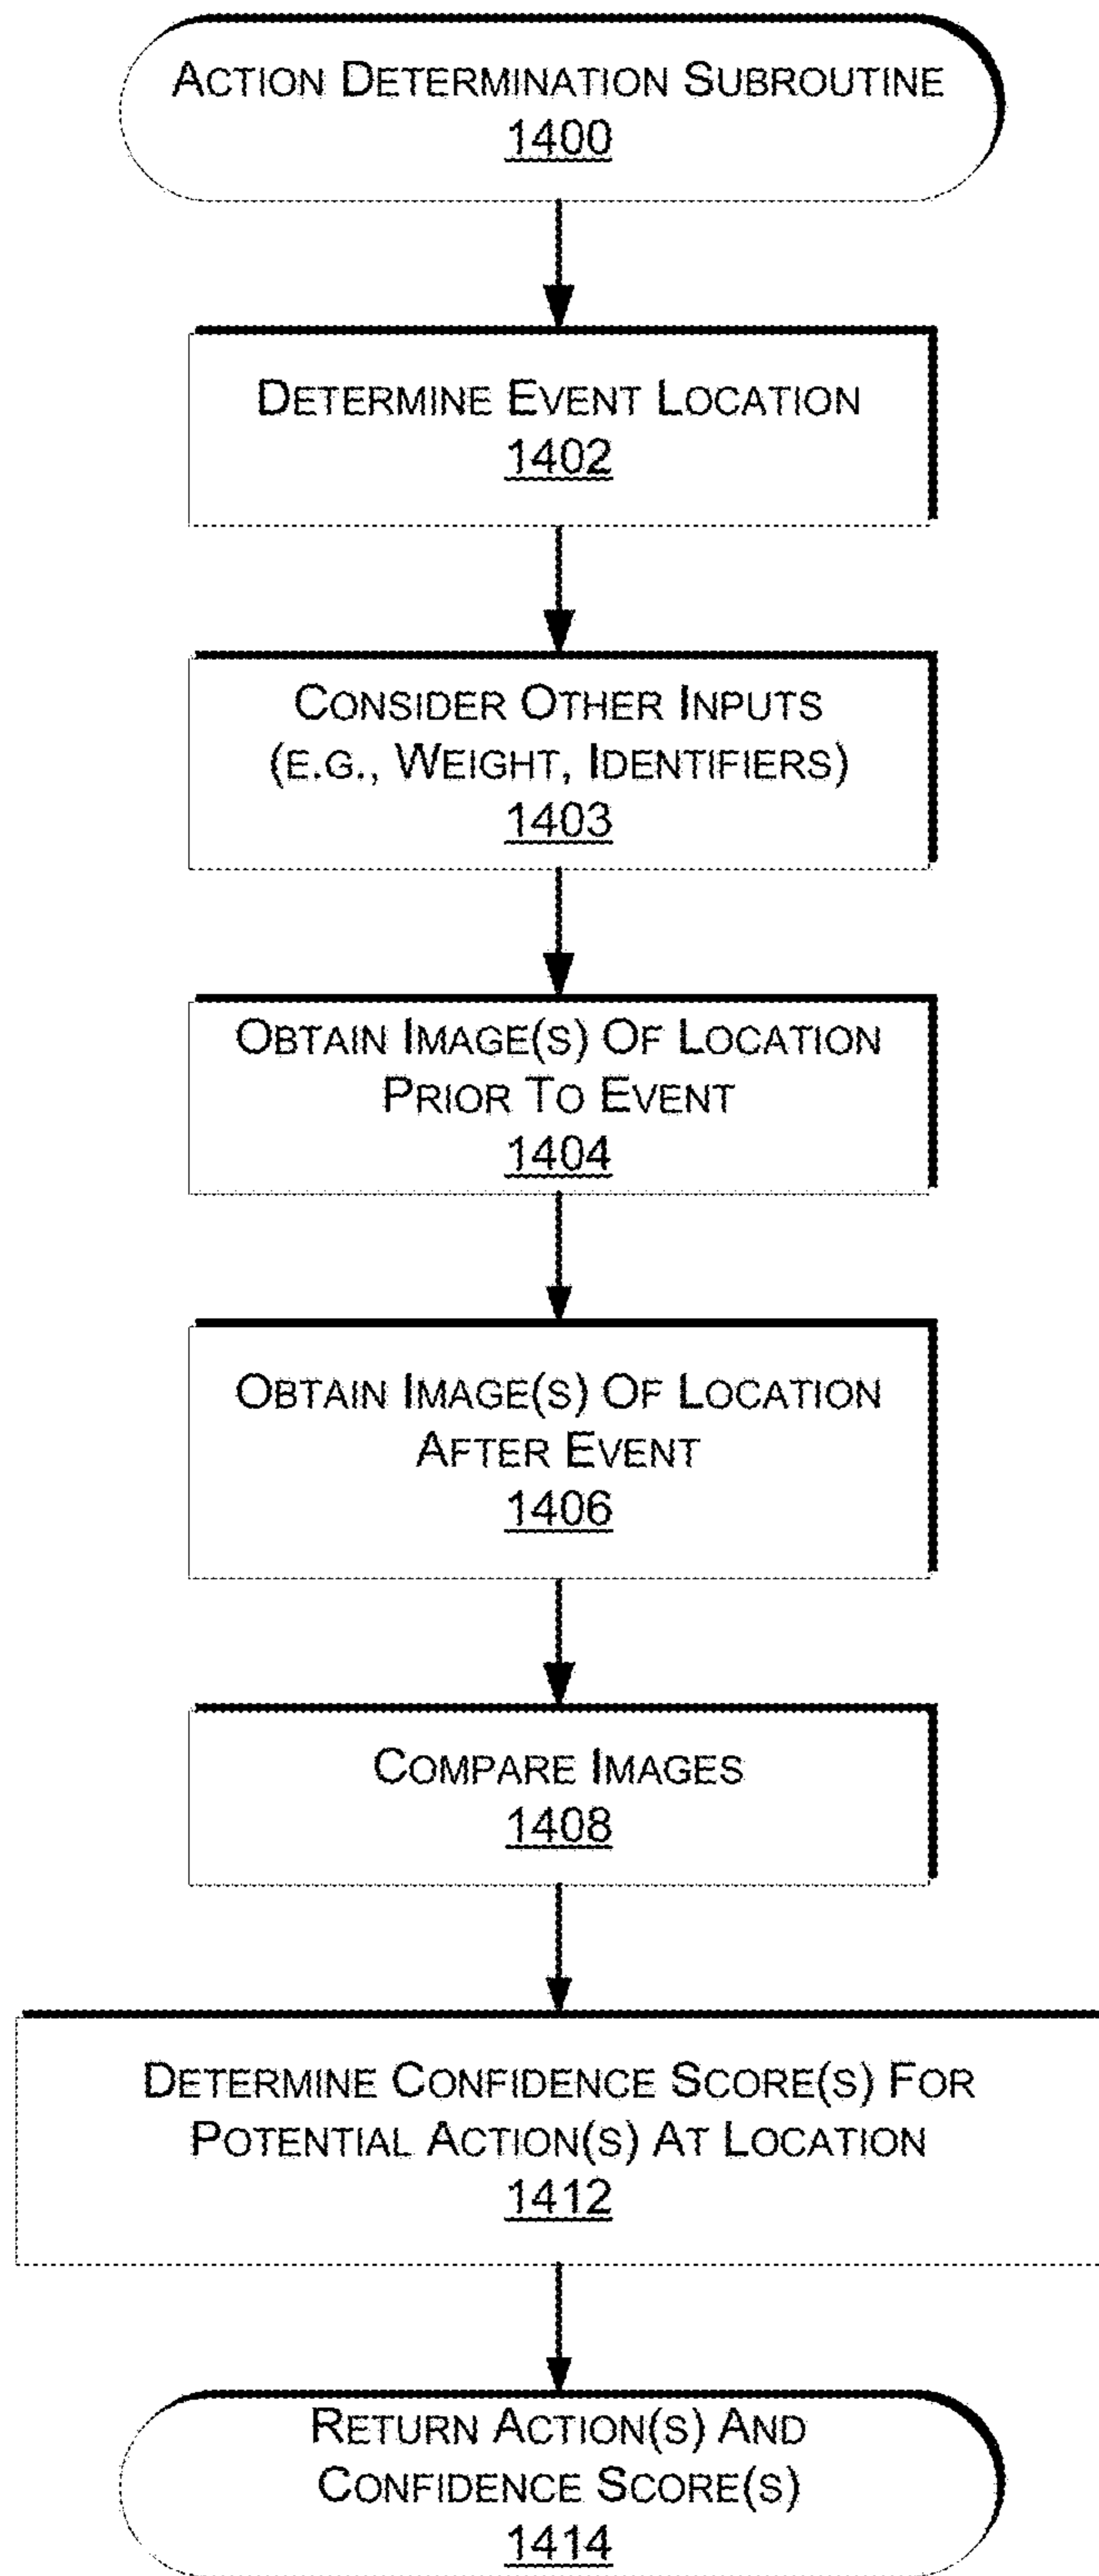 ACTION DETERMINATION SUBROUTINE
1400
DETERMINE EVENT LOCATION
1402
CONSIDER OTHER INPUTS
(E.G., WEIGHT, IDENTIFIERS)
1403
OBTAIN IMAGE(S) OF LOCATION
PRIOR TO EVENT
1404
OBTAIN IMAGE(S) OF LOCATION
AFTER EVENT
1406
COMPARE IMAGES
1408
DETERMINE CONFIDENCE SCORE(S) FOR
POTENTIAL ACTION(S) AT LOCATION
1412
RETURN ACTION(S) AND
CONFIDENCE SCORE(S)
1414